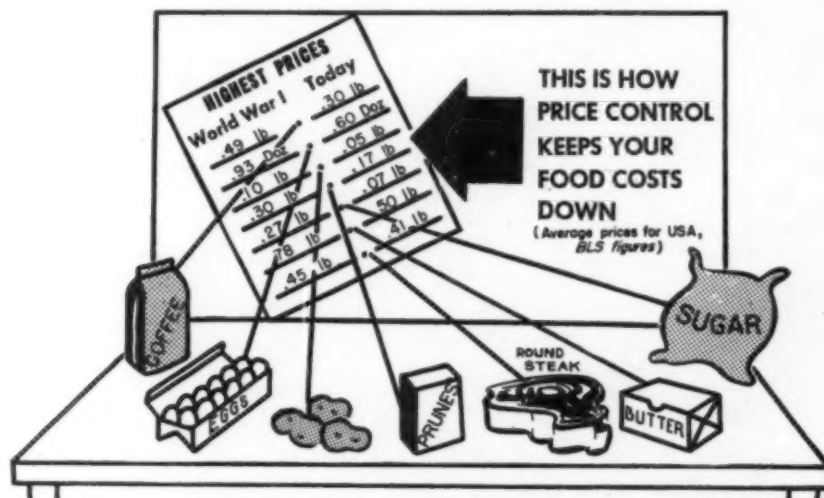 HIGHEST PRICES
World War I Today
.49 lb .30 lb
.93 Doz .60 Doz
.10 lb .05 lb
.30 lb .17 lb
.27 lb .07 lb
.78 lb .50 lb
.45 lb .41 lb
THIS IS HOW
PRICE CONTROL
KEEPS YOUR
FOOD COSTS
DOWN
(Average prices for USA,
BLS figures)
COFFEE
EGGS
PRUNES
ROUND
STEAK
BUTTER
SUGAR